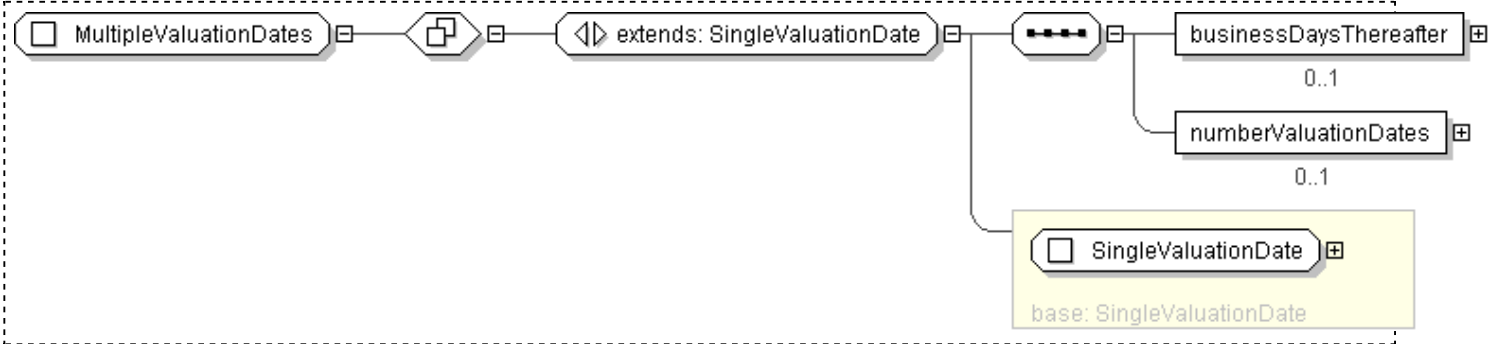 MultipleValuationDates
extends: SingleValuationDate
businessDaysThereafter
0..1
numberValuationDates
0..1
SingleValuationDate
base: SingleValuationDate